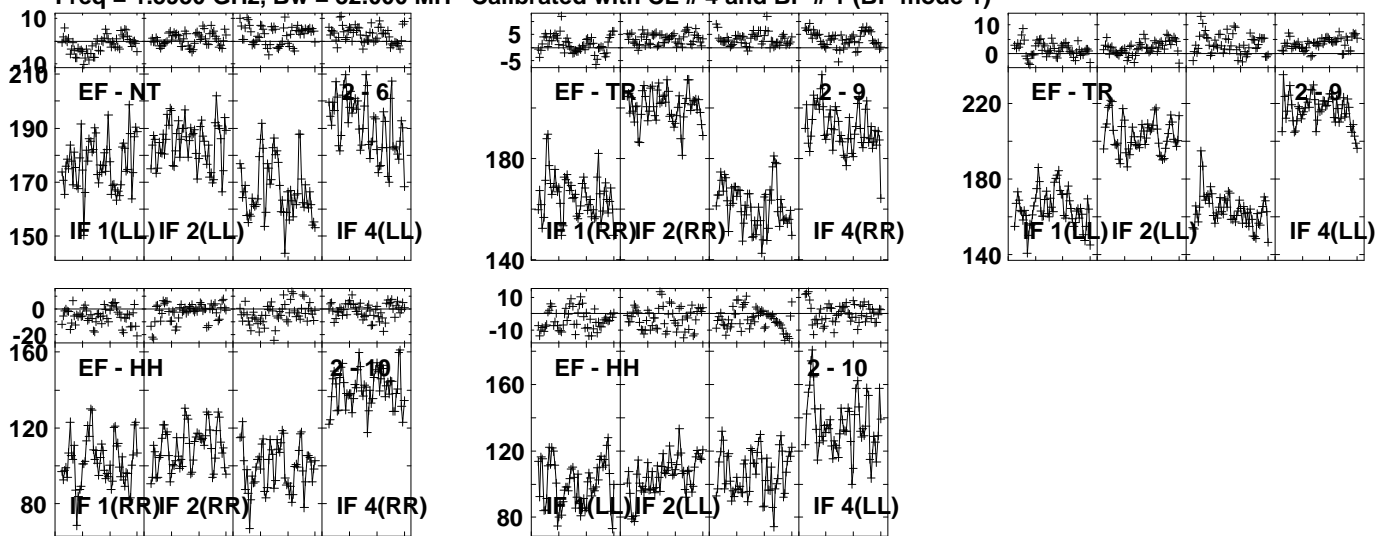 GHz, Bw = 32.000 MH Calibrated with CL # 4 and BP # 1 (BP mode 1)
10
0
10
210
190
170
150
EF - NT
2 - 6
IF 1(LL)
IF 2(LL)
IF 4(LL)
5
-5
180
140
EF - TR
2 - 9
IF 1(RR)
IF 2(RR)
IF 4(RR)
10
0
220
180
140
EF - TR
2 - 9
IF 1(LL)
IF 2(LL)
IF 4(LL)
0
-20
160
120
80
EF - HH
2 - 10
IF 1(RR)
IF 2(RR)
IF 4(RR)
10
-10
160
140
120
100
80
EF - HH
2 - 10
IF 1(LL)
IF 2(LL)
IF 4(LL)